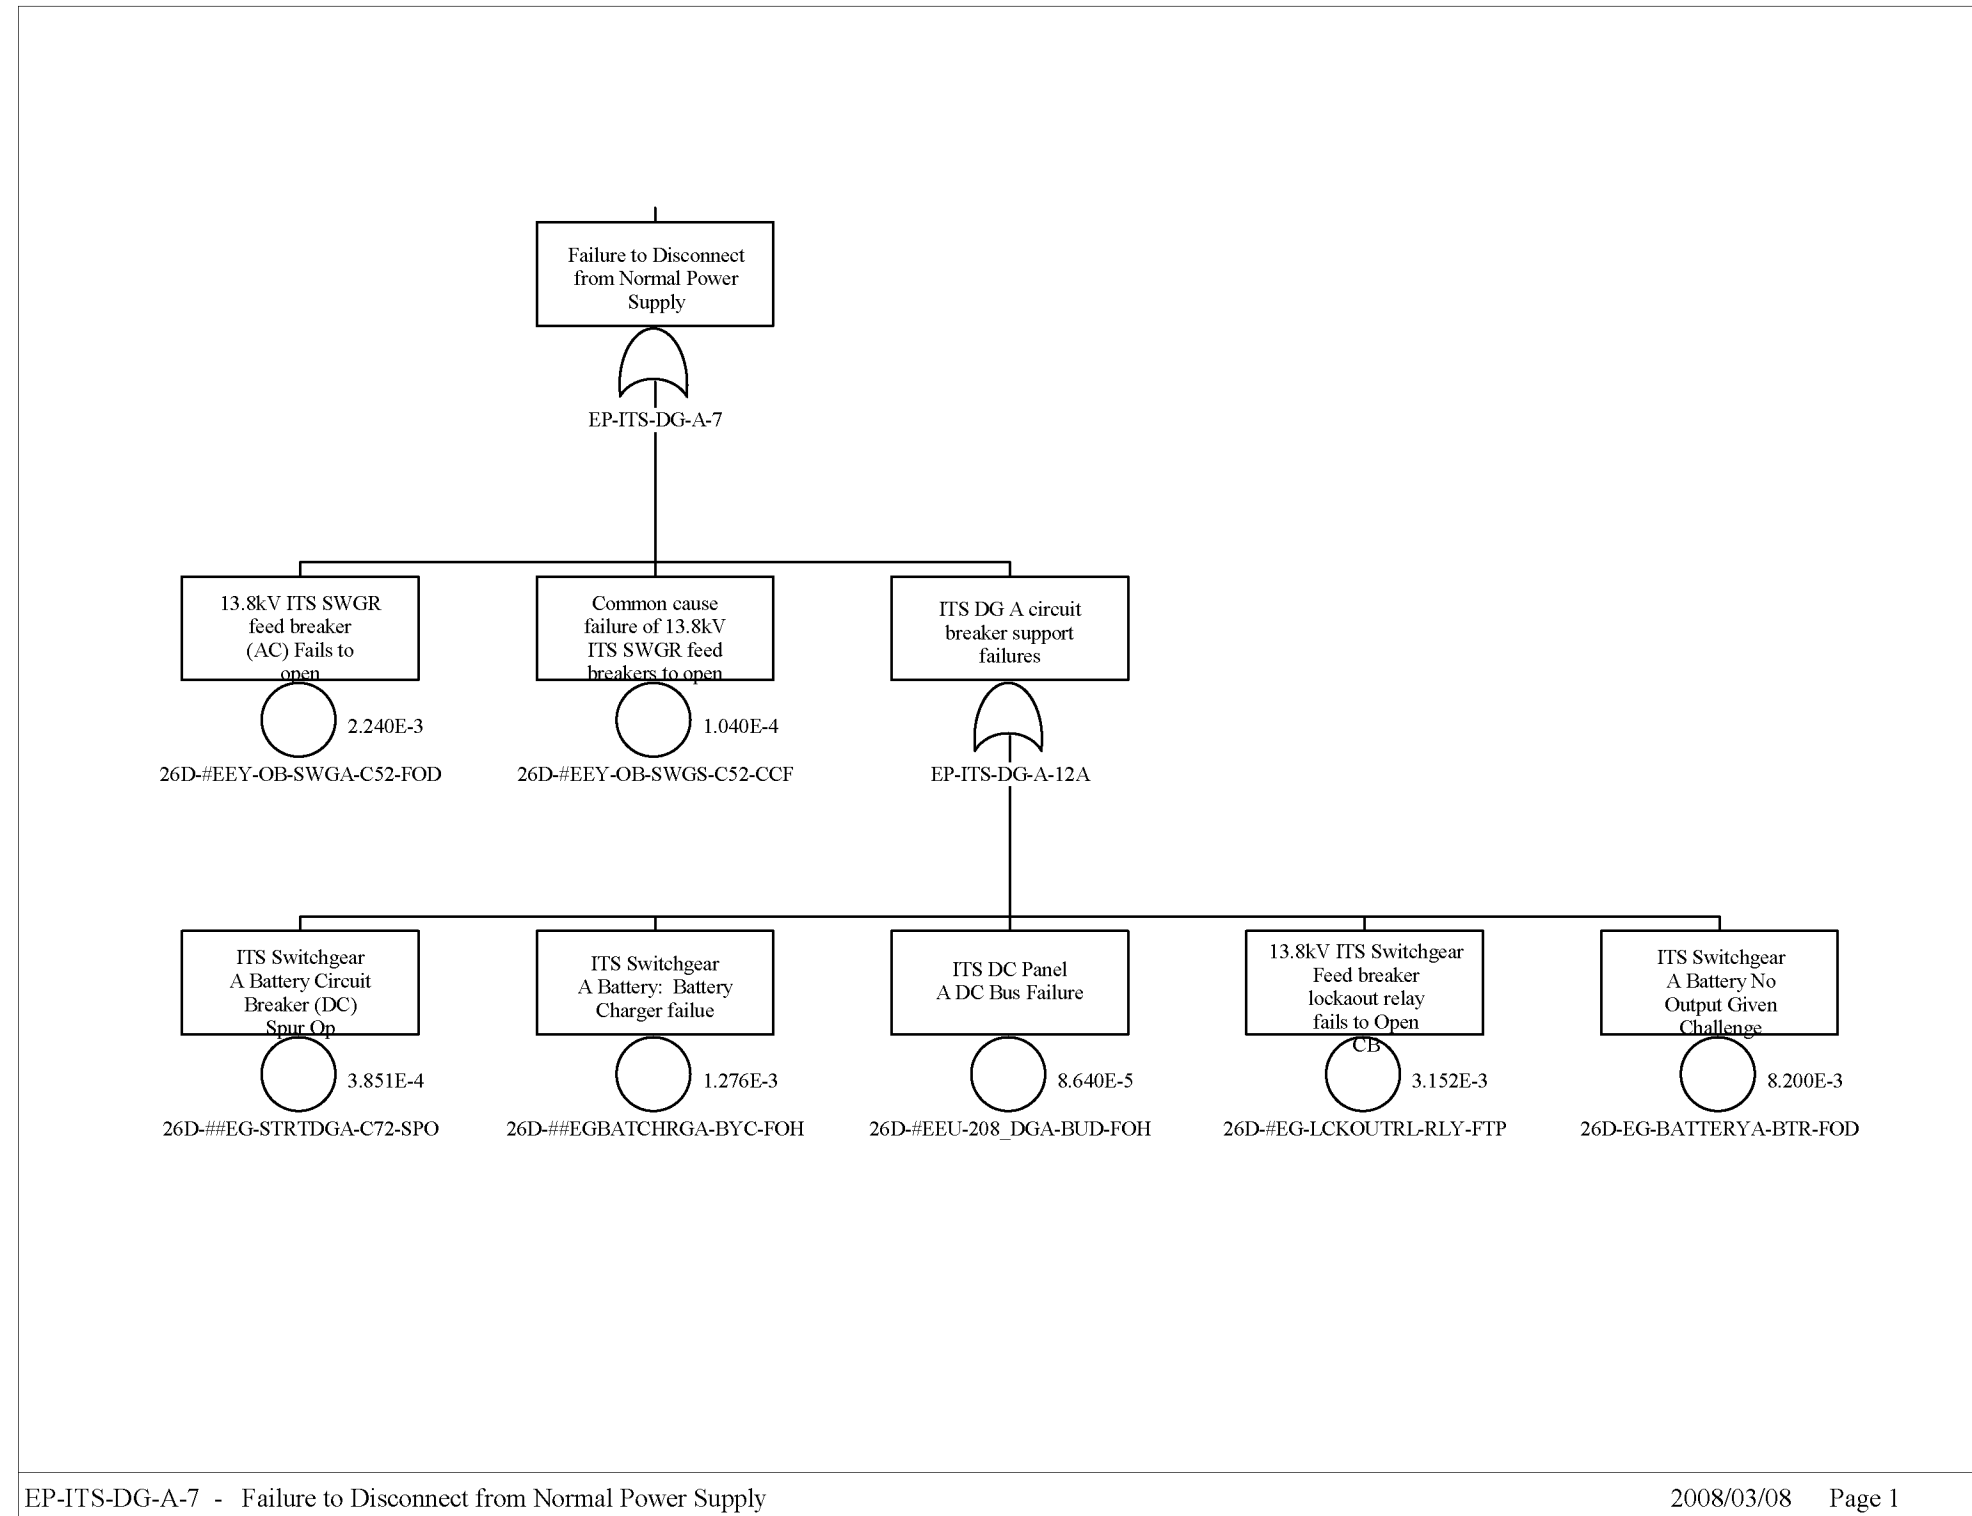 Failure to Disconnect
from Normal Power
Supply
EP-ITS-DG-A-7
13.8kV ITS SWGR
feed breaker
(AC) Fails to
open
2.240E-3
26D-#EEY-OB-SWGA-C52-FOD
Common cause
failure of 13.8kV
ITS SWGR feed
breakers to open
1.040E-4
26D-#EEY-OB-SWGS-C52-CCF
ITS DG A circuit
breaker support
failures
EP-ITS-DG-A-12A
ITS Switchgear
A Battery Circuit
Breaker (DC)
Spur Op
3.851E-4
26D-##EG-STRTDGA-C72-SPO
ITS Switchgear
A Battery: Battery
Charger failue
1.276E-3
26D-##EGBATCHRGA-BYC-FOH
ITS DC Panel
A DC Bus Failure
8.640E-5
26D-#EEU-208_DGA-BUD-FOH
13.8kV ITS Switchgear
Feed breaker
lockout relay
fails to Open
CB
3.152E-3
26D-#EG-LCKOUTRL-RLY-FTP
ITS Switchgear
A Battery No
Output Given
Challenge
8.200E-3
26D-EG-BATTERYA-BTR-FOD
EP-ITS-DG-A-7 - Failure to Disconnect from Normal Power Supply
2008/03/08 Page 1